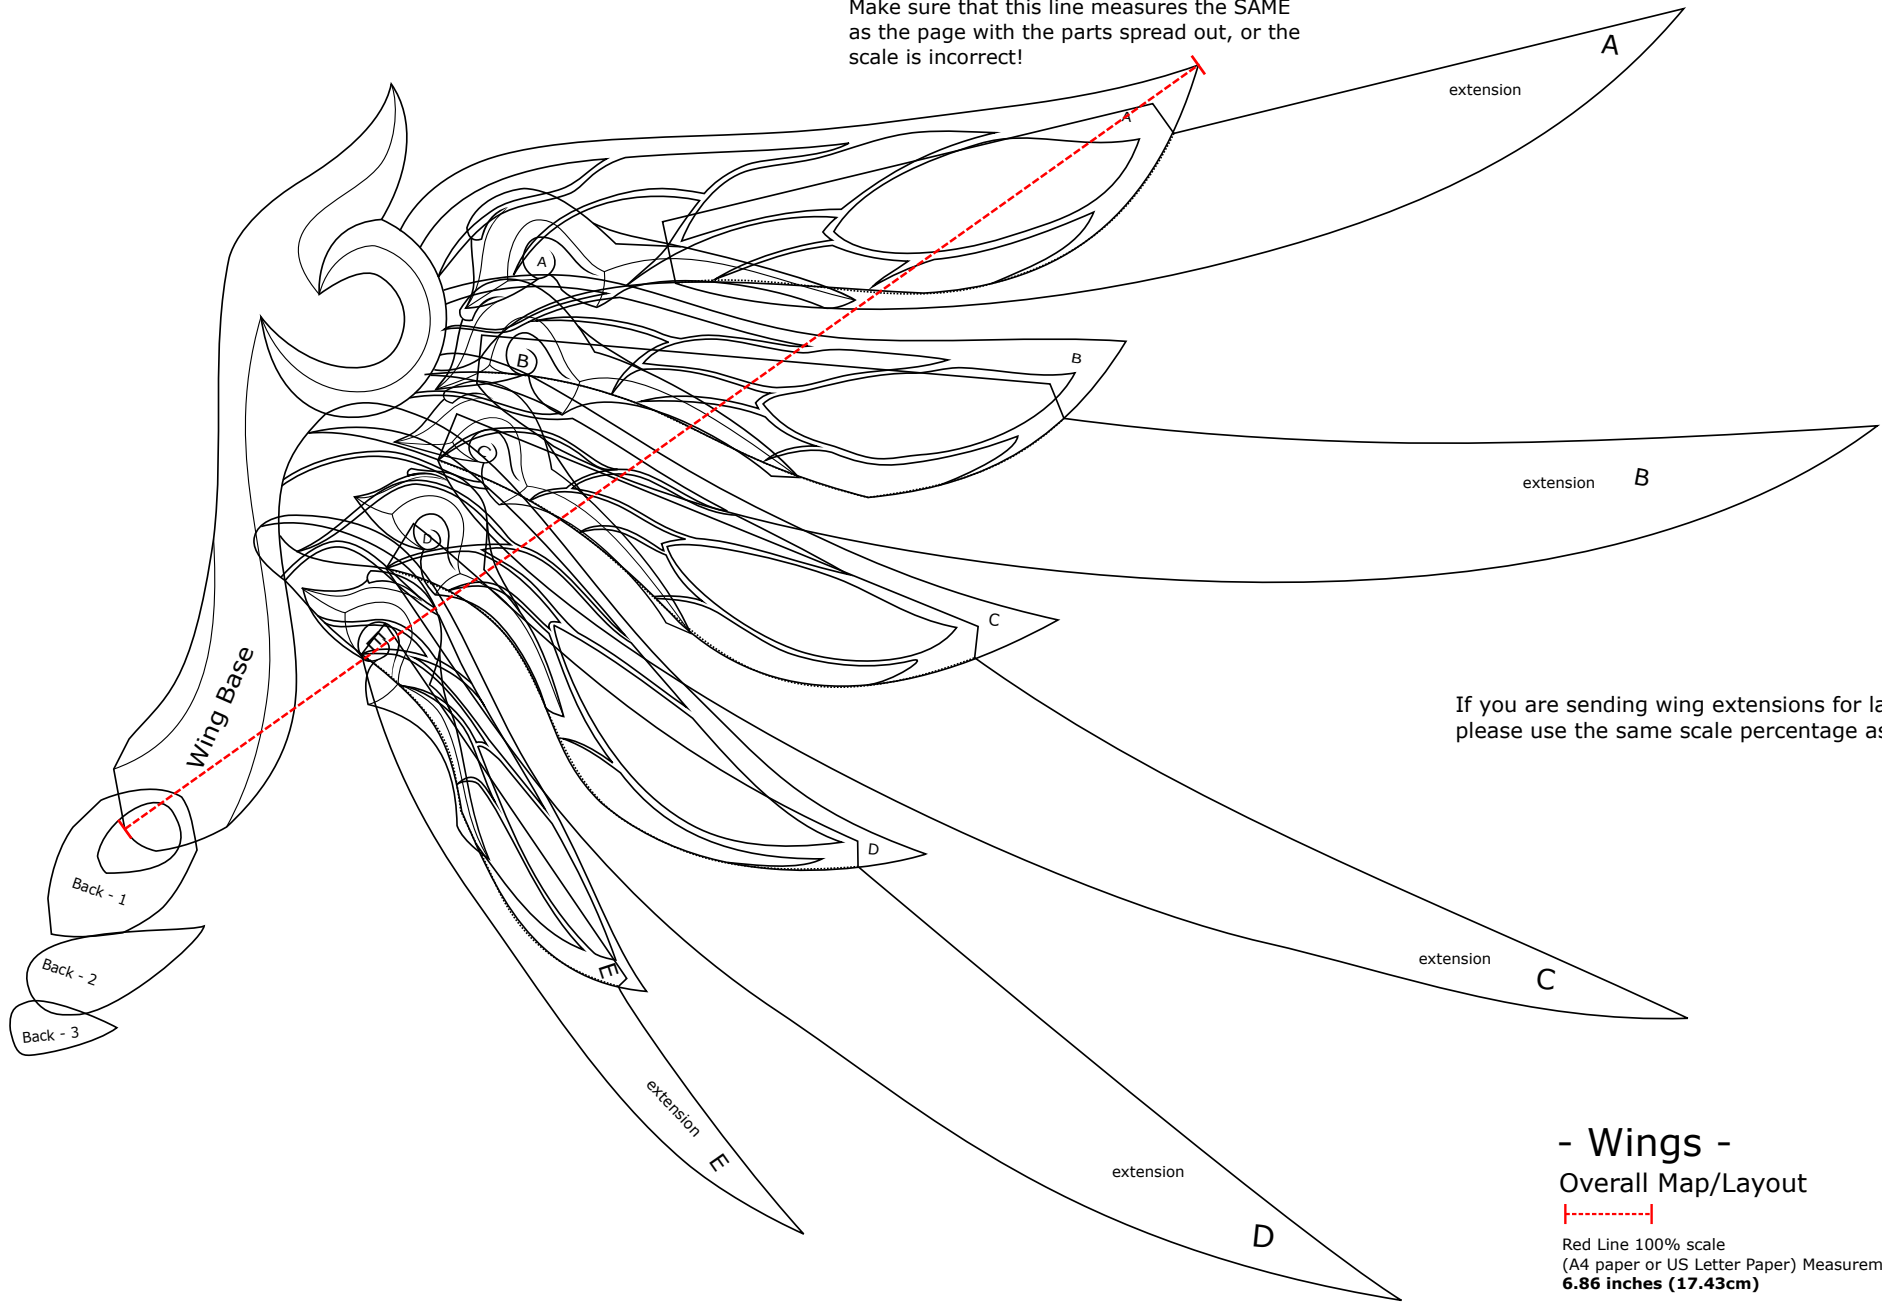 Make sure that this line measures the SAME
as the page with the parts spread out, or the
scale is incorrect!
A
extension
A
A
B
B
extension
B
C
D
C
E
Wing Base
If you are sending wing extensions for
please use the same scale percentage
D
Back - 1
Back - 2
Back - 3
E
extension
C
extension
E
extension
D
- Wings -
Overall Map/Layout
Red Line 100% scale
(A4 paper or US Letter Paper)
6.86 inches (17.43cm)